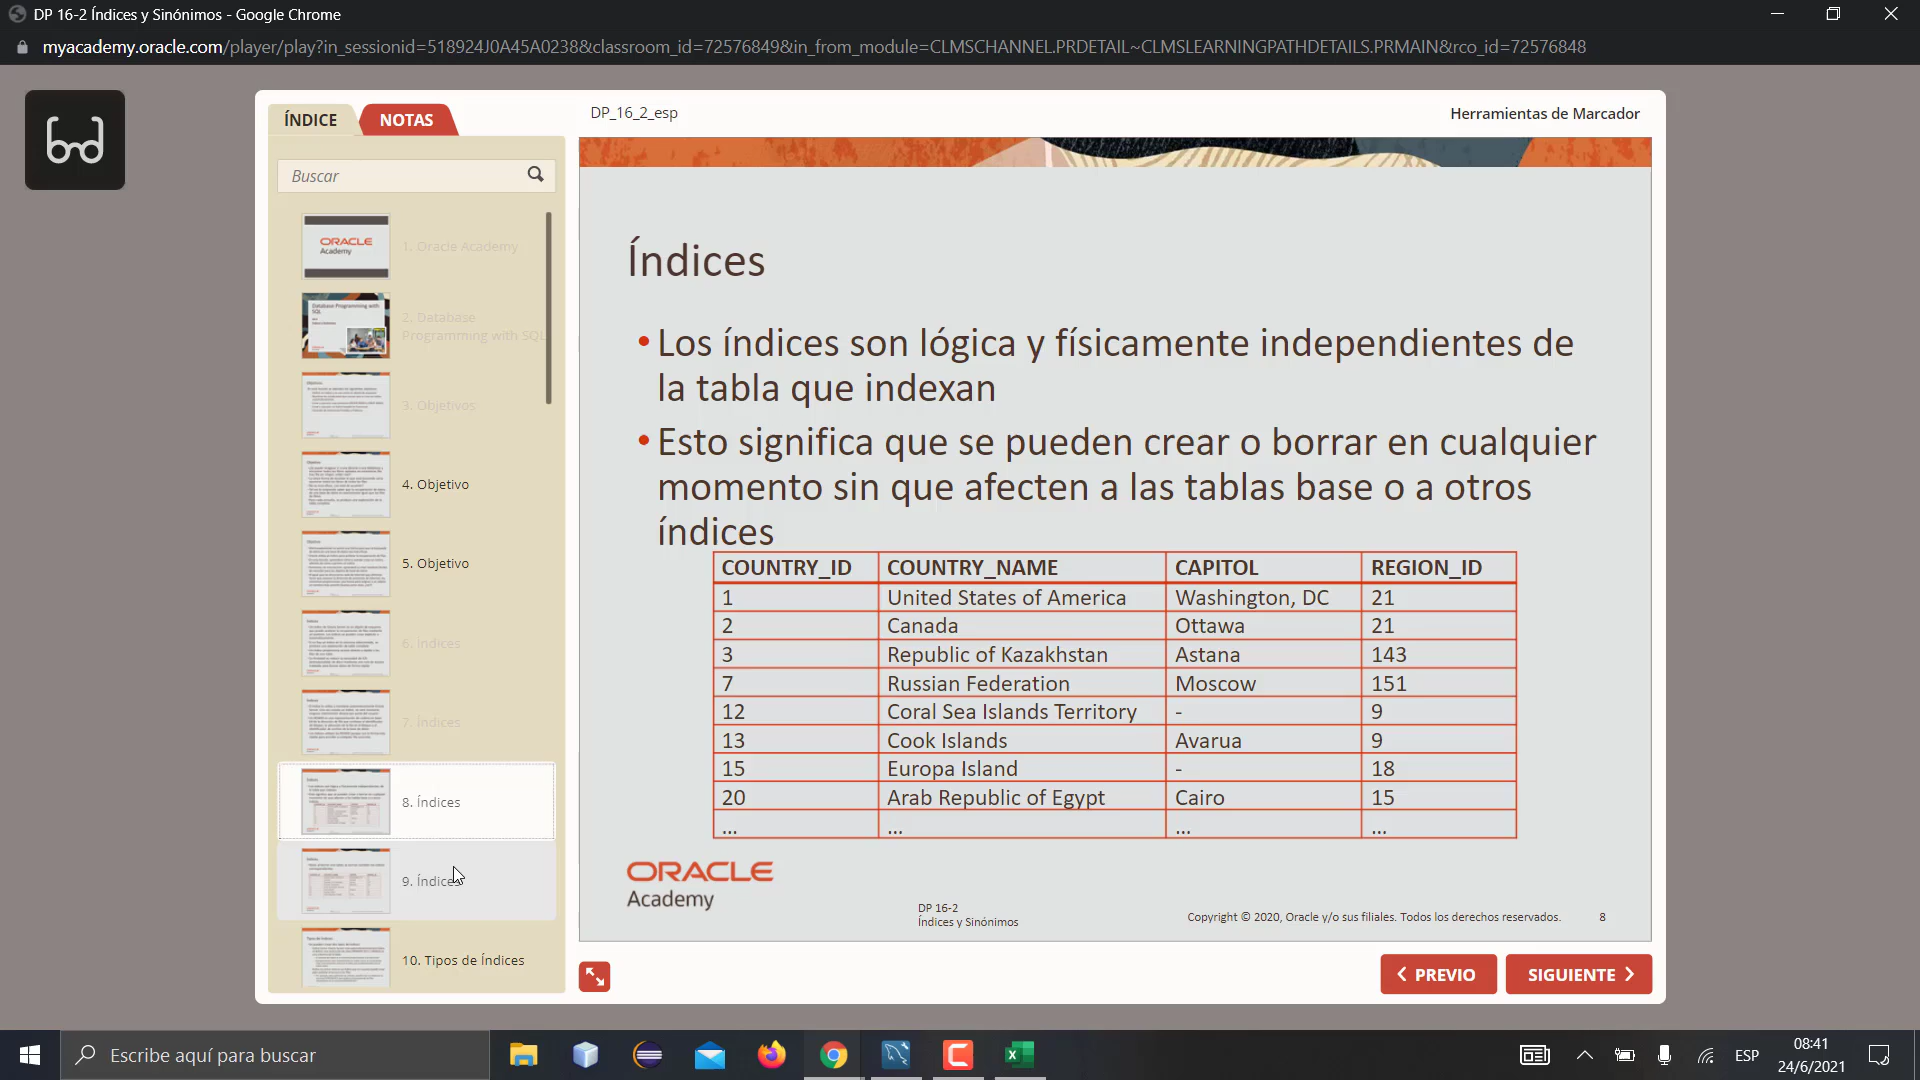 DP 16-2 Índices y Sinónimos - Google Chrome
myacademy.oracle.com/player/play?in_sessionid=518924J0A45A0238&classroom_id=72576849&in_from_module=CLMSCHANNEL.PRDETAIL~CLMSLEARNINGPATHDETAILS.PRMAIN&rco_id=72576848
ÍNDICE
NOTAS
DP_16_2_esp
Herramientas de Marcador
Buscar
ORACLE
Academy
1. Oracle Academy
Database Programming with SQL
2. Database
Programming with SQL
3. Objetivos
4. Objetivo
5. Objetivo
6. Índices
7. Índices
8. Índices
9. Índices
10. Tipos de Índices
Índices
• Los índices son lógica y físicamente independientes de
la tabla que indexan
• Esto significa que se pueden crear o borrar en cualquier
momento sin que afecten a las tablas base o a otros
índices
COUNTRY_ID COUNTRY_NAME CAPITOL REGION_ID
1 United States of America Washington, DC 21
2 Canada Ottawa 21
3 Republic of Kazakhstan Astana 143
7 Russian Federation Moscow 151
12 Coral Sea Islands Territory - 9
13 Cook Islands Avarua 9
15 Europa Island - 18
20 Arab Republic of Egypt Cairo 15
... ... ... ...
ORACLE
Academy
DP 16-2
Índices y Sinónimos
Copyright © 2020, Oracle y/o sus filiales. Todos los derechos reservados.
8
PREVIO
SIGUIENTE
Escribe aquí para buscar
ESP
08:41
24/6/2021